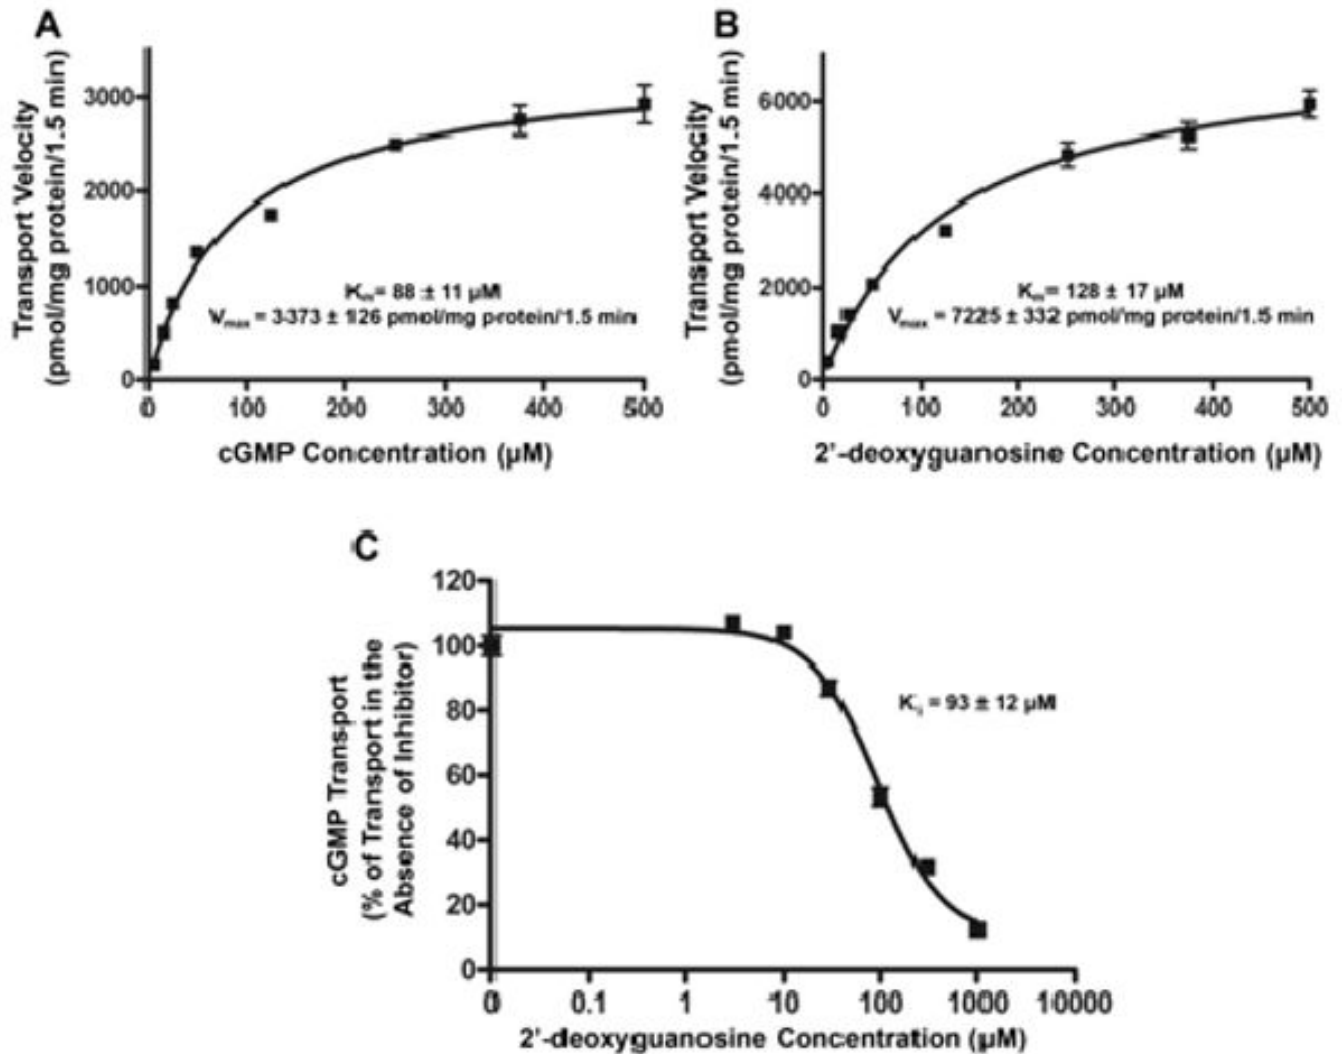 A
Transport Velocity
(pmol/mg protein/1.5 min)
3000
2000
1000
0
Km = 88 ± 11 µM
Vmax = 3373 ± 126 pmol/mg protein/1.5 min
0 100 200 300 400 500
cGMP Concentration (µM)
B
Transport Velocity
(pmol/mg protein/1.5 min)
6000
4000
2000
0
Km = 128 ± 17 µM
Vmax = 7225 ± 332 pmol/mg protein/1.5 min
0 100 200 300 400 500
2'-deoxyguanosine Concentration (µM)
C
cGMP Transport
(% of Transport in the
Absence of Inhibitor)
120
100
80
60
40
20
0
Ki = 93 ± 12 µM
0 0.1 1 10 100 1000 10000
2'-deoxyguanosine Concentration (µM)